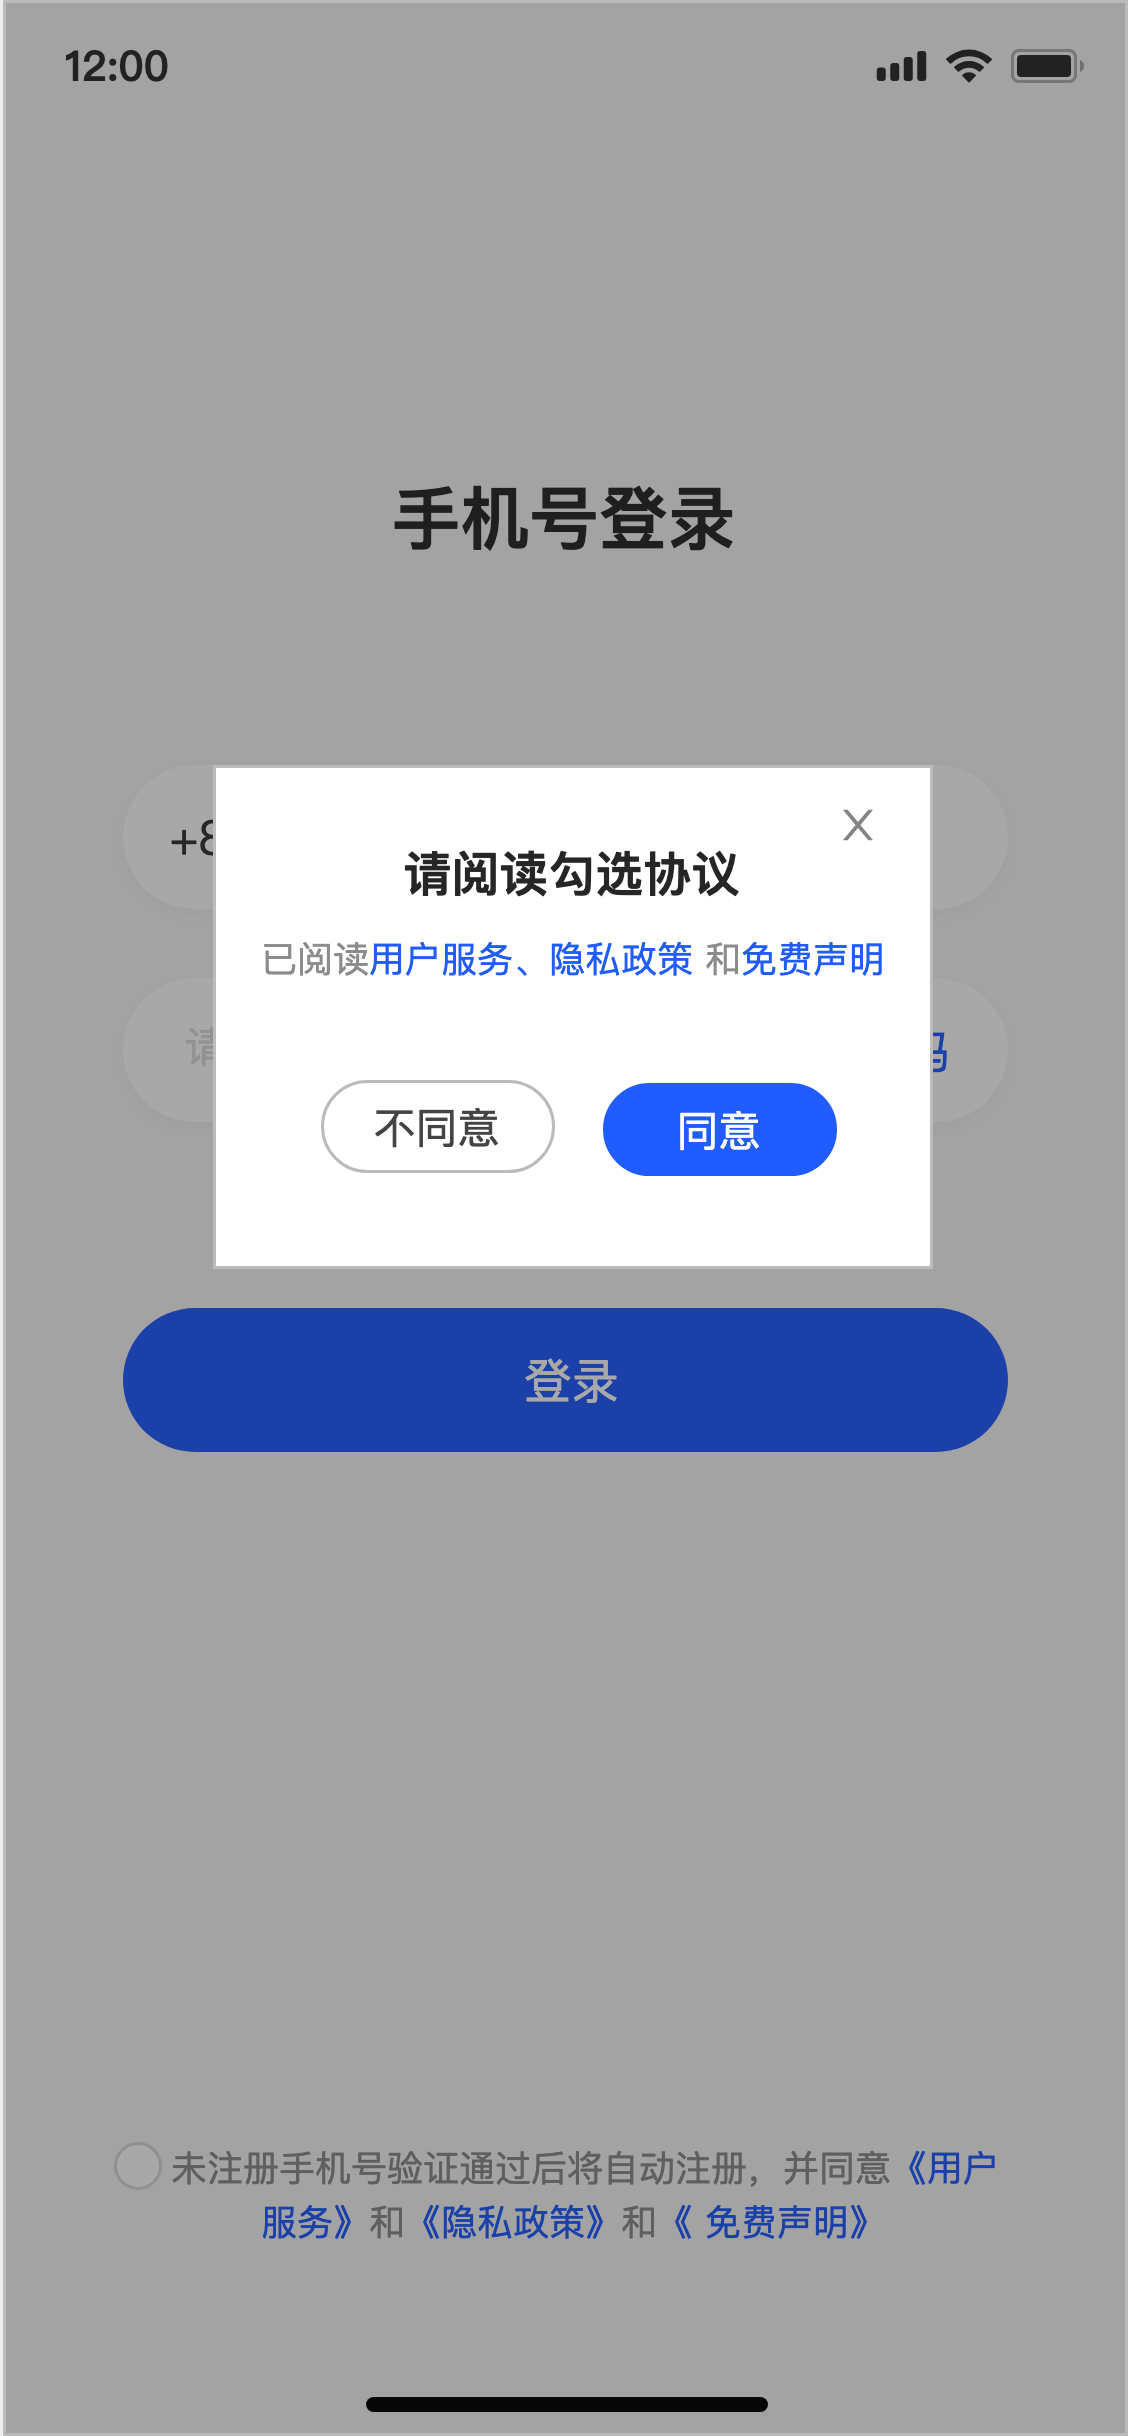 12:00
手机号登录
+8
X
请阅读勾选协议
已阅读用户服务、隐私政策 和免费声明
请
码
不同意
同意
登录
未注册手机号验证通过后将自动注册，并同意《用户
服务》和《隐私政策》和《 免费声明》